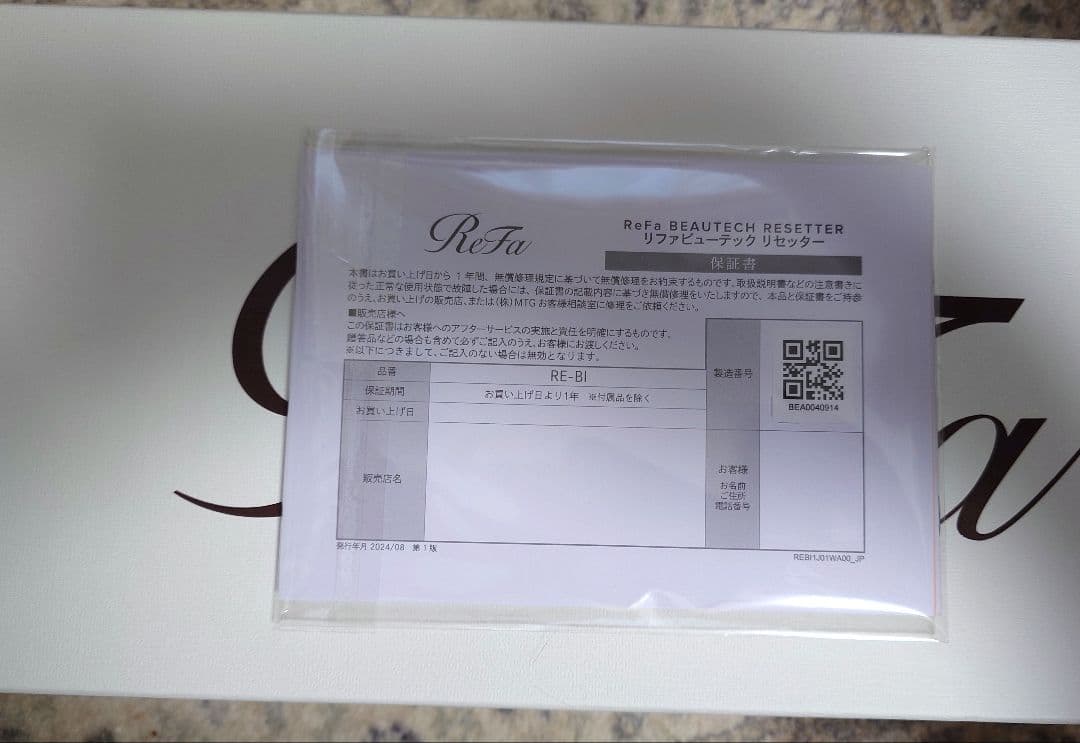 ReFa
ReFa BEAUTECH RESETTER
リファビューテック リセッター
保証書
本書はお買い上げ日から 1 年間、無償修理規定に基づいて無償修理をお約束するものです。取扱説明書などの注意書きに
従った正常な使用状態で故障した場合には、保証書の記載内容に基づき無償修理をいたしますので、本品と保証書をご持参
のうえ、お買い上げの販売店、または(株)MTG お客様相談室に修理をご依頼ください。
■販売店様へ
この保証書はお客様へのアフターサービスの実施と責任を明確にするものです。
贈答品などの場合も含めて必ずご記入のうえ、お客様にお渡しください。
※以下につきまして、ご記入のない場合は無効となります。
品番 RE-BI
保証期間 お買い上げ日より1年 ※付属品を除く
お買い上げ日
販売店名
製造番号
BEA0040914
お客様
お名前
ご住所
電話番号
発行年月 2024/08 第1版
REBI1J01WA00_JP